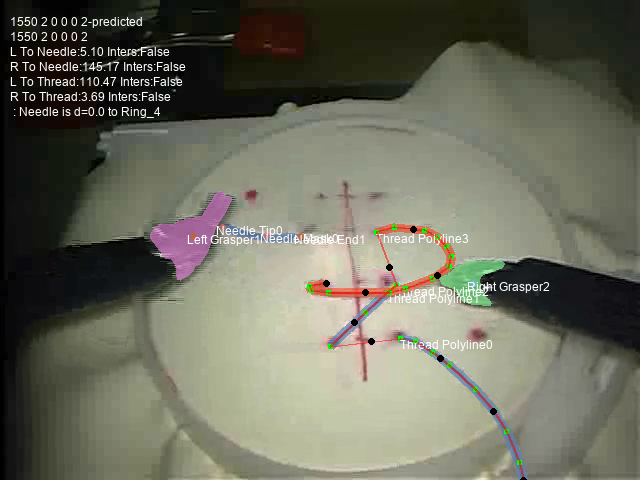 1550 2 0 0 0 2-predicted
1550 2 0 0 0 2
L To Needle:5.10 Inters:False
R To Needle:145.17 Inters:False
L To Thread:110.47 Inters:False
R To Thread:3.69 Inters:False
: Needle is d=0.0 to Ring_4
Needle Tip0
Left Grasper1
Needle End1
Thread Polyline3
Right Grasper2
Thread Polyline2
Thread Polyline1
Thread Polyline0